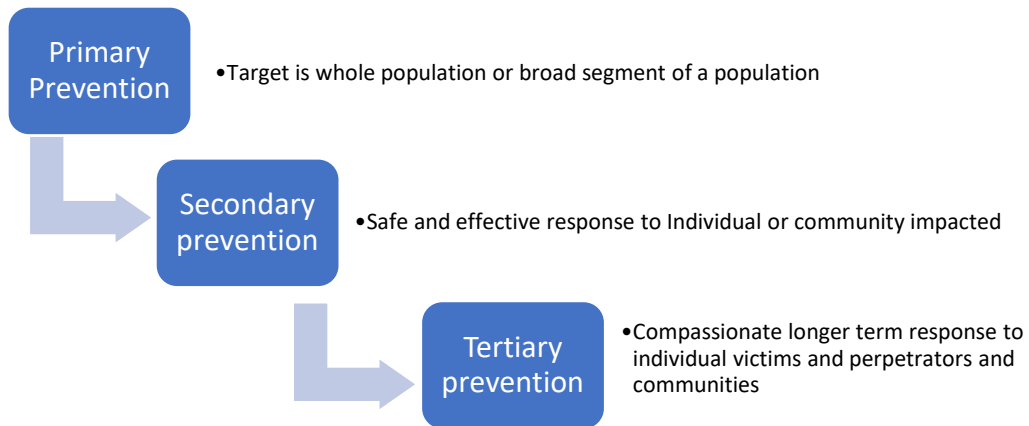 Primary
Prevention
•Target is whole population or broad segment of a population
Secondary
prevention
•Safe and effective response to Individual or community impacted
Tertiary
prevention
•Compassionate longer term response to
individual victims and perpetrators and
communities